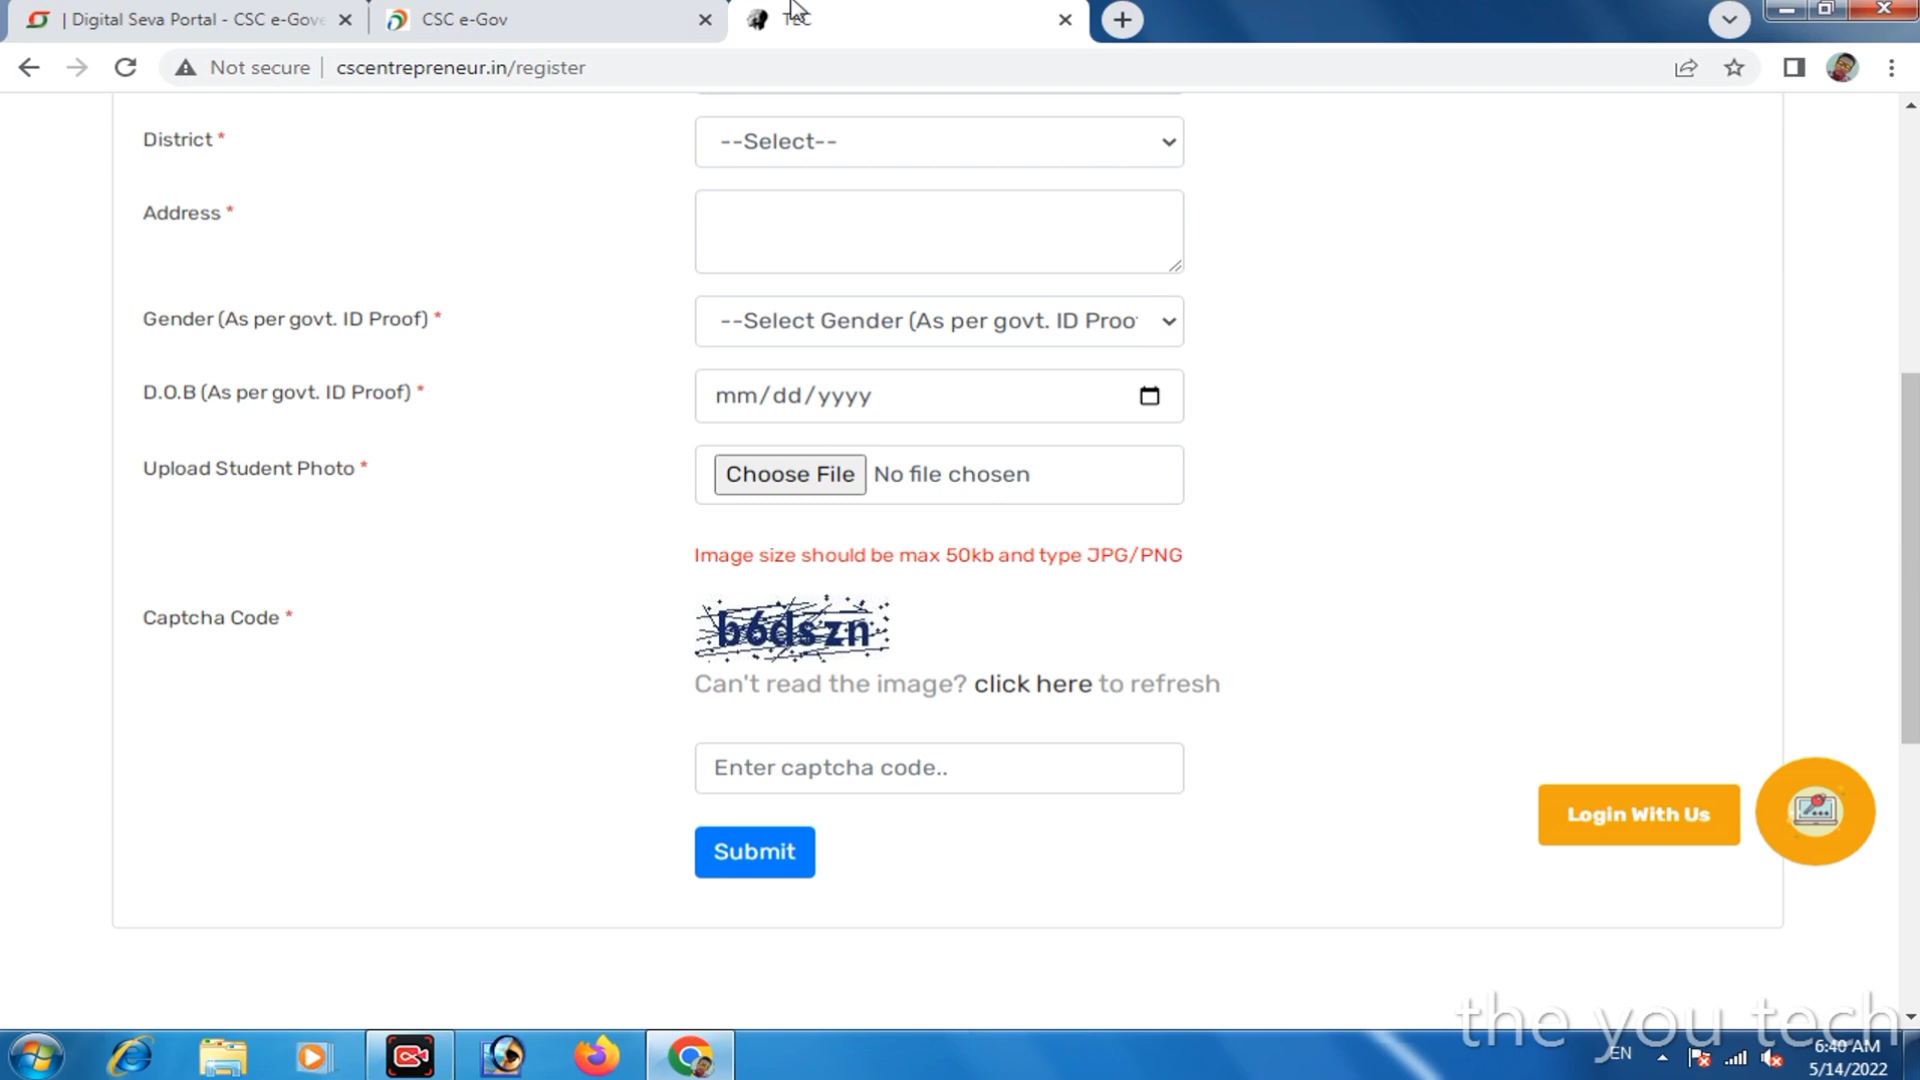 | Digital Seva Portal - CSC e-Gove
CSC e-Gov
TEC
Not secure
cscentrepreneur.in/register
District *
--Select--
Address *
Gender (As per govt. ID Proof) *
--Select Gender (As per govt. ID Proof
D.O.B (As per govt. ID Proof) *
mm/dd/yyyy
Upload Student Photo *
Choose File No file chosen
Image size should be max 50kb and type JPG/PNG
Captcha Code *
b6dszn
Can't read the image? click here to refresh
Enter captcha code..
Login With Us
Submit
the you tech
EN
6:40 AM
5/14/2022